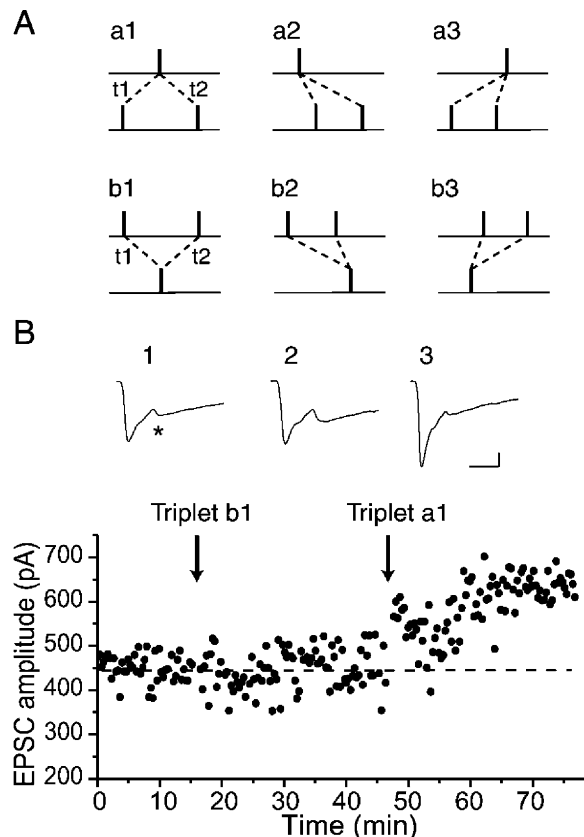 A
a1 a2 a3
t1 t2
b1 b2 b3
t1 t2
B
1 2 3
*
Triplet b1 Triplet a1
EPSC amplitude (pA)
700
600
500
400
300
200
0 10 20 30 40 50 60 70
Time (min)